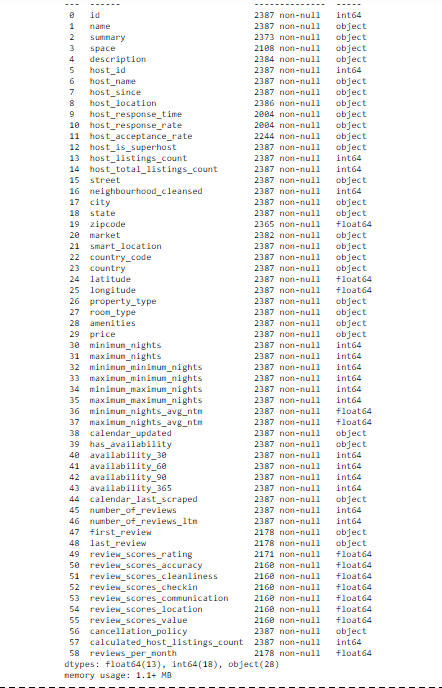 --- ------ -------------- -----
0 id 2387 non-null int64
1 name 2387 non-null object
2 summary 2373 non-null object
3 space 2108 non-null object
4 description 2384 non-null object
5 host_id 2387 non-null int64
6 host_name 2387 non-null object
7 host_since 2387 non-null object
8 host_location 2386 non-null object
9 host_response_time 2004 non-null object
10 host_response_rate 2004 non-null object
11 host_acceptance_rate 2244 non-null object
12 host_is_superhost 2387 non-null object
13 host_listings_count 2387 non-null int64
14 host_total_listings_count 2387 non-null int64
15 street 2387 non-null object
16 neighbourhood_cleansed 2387 non-null int64
17 city 2387 non-null object
18 state 2387 non-null object
19 zipcode 2365 non-null float64
20 market 2382 non-null object
21 smart_location 2387 non-null object
22 country_code 2387 non-null object
23 country 2387 non-null object
24 latitude 2387 non-null float64
25 longitude 2387 non-null float64
26 property_type 2387 non-null object
27 room_type 2387 non-null object
28 amenities 2387 non-null object
29 price 2387 non-null object
30 minimum_nights 2387 non-null int64
31 maximum_nights 2387 non-null int64
32 minimum_minimum_nights 2387 non-null int64
33 maximum_minimum_nights 2387 non-null int64
34 minimum_maximum_nights 2387 non-null int64
35 maximum_maximum_nights 2387 non-null int64
36 minimum_nights_avg_ntm 2387 non-null float64
37 maximum_nights_avg_ntm 2387 non-null float64
38 calendar_updated 2387 non-null object
39 has_availability 2387 non-null object
40 availability_30 2387 non-null int64
41 availability_60 2387 non-null int64
42 availability_90 2387 non-null int64
43 availability_365 2387 non-null int64
44 calendar_last_scraped 2387 non-null object
45 number_of_reviews 2387 non-null int64
46 number_of_reviews_ltm 2387 non-null int64
47 first_review 2178 non-null object
48 last_review 2178 non-null object
49 review_scores_rating 2171 non-null float64
50 review_scores_accuracy 2160 non-null float64
51 review_scores_cleanliness 2160 non-null float64
52 review_scores_checkin 2160 non-null float64
53 review_scores_communication 2160 non-null float64
54 review_scores_location 2160 non-null float64
55 review_scores_value 2160 non-null float64
56 cancellation_policy 2387 non-null object
57 calculated_host_listings_count 2387 non-null int64
58 reviews_per_month 2178 non-null float64
dtypes: float64(13), int64(18), object(28)
memory usage: 1.1+ MB